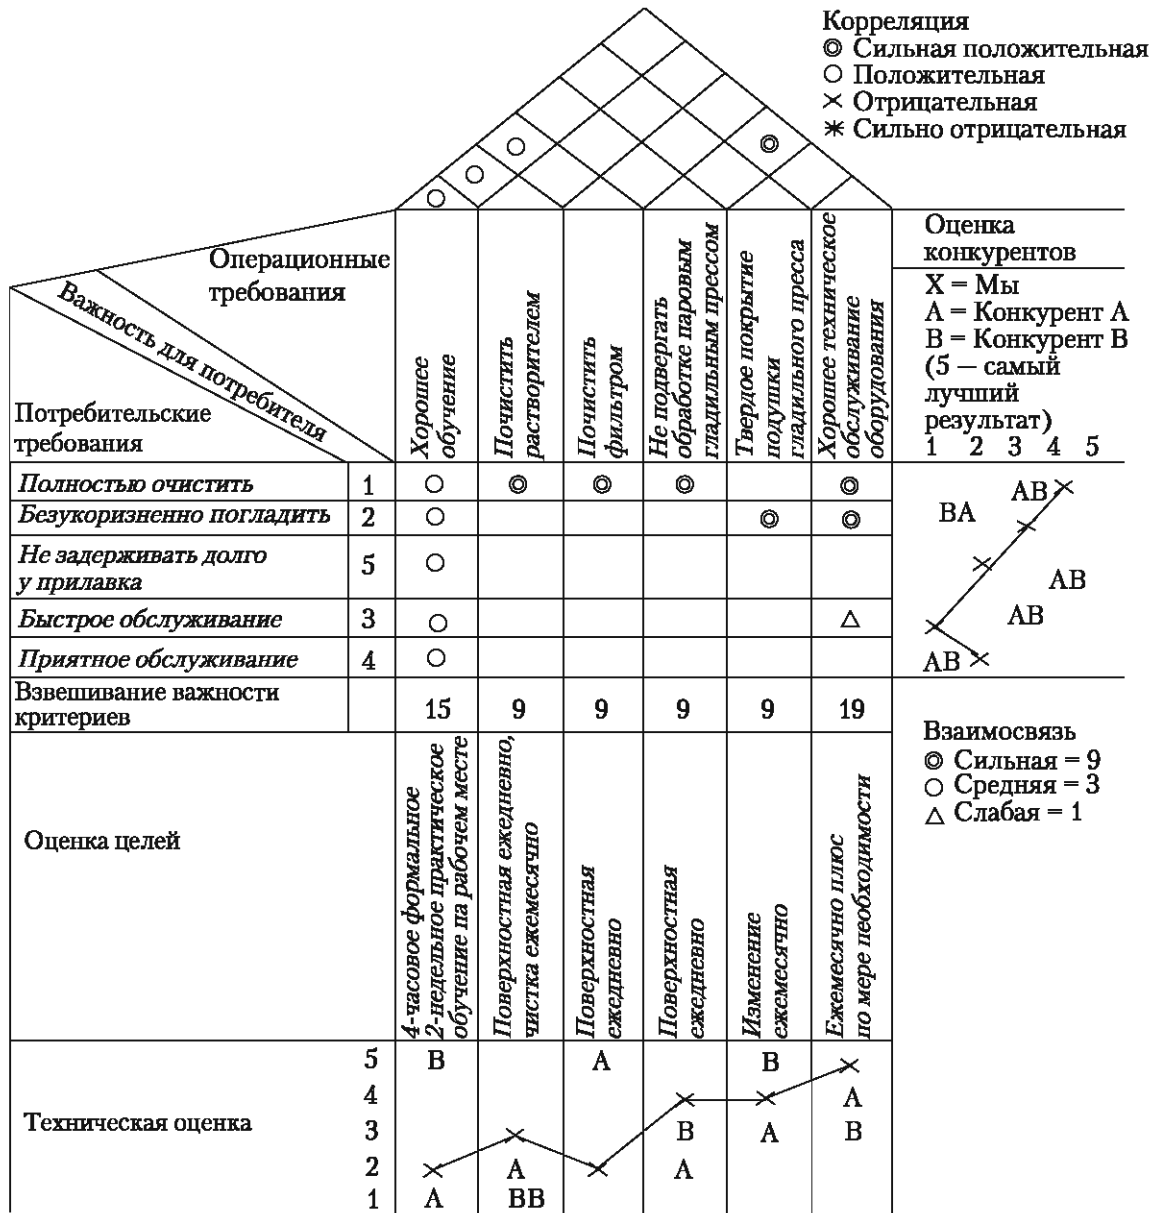 Корреляция
Сильная положительная
Положительная
Отрицательная
Сильно отрицательная
Операционные
требования
Важность для потребителя
Потребительские
требования
Хорошее
обучение
Почистить
растворителем
Почистить
фильтром
Не подвергать
обработке паровым
гладильным прессом
Твердое покрытие
подушки
гладильного пресса
Хорошее техническое
обслуживание
оборудования
Оценка
конкурентов
X = Мы
A = Конкурент A
B = Конкурент B
(5 — самый
лучший
результат)
1 2 3 4 5
Полностью очистить 1
AB
Безукоризненно погладить 2
BA
Не задерживать долго
у прилавка
5
AB
Быстрое обслуживание 3
AB
Приятное обслуживание 4
AB
Взвешивание важности
критериев
15 9 9 9 9 19
Взаимосвязь
Сильная = 9
Средняя = 3
Слабая = 1
Оценка целей
4-часовое формальное
2-недельное практическое
обучение па рабочем месте
Поверхностная ежедневно,
чистка ежемесячно
Поверхностная
ежедневно
Поверхностная
ежедневно
Изменение
ежемесячно
Ежемесячно плюс
по мере пеобходимости
Техническая оценка
5 B A B
4 A
3 B A B
2 A A
1 A BB